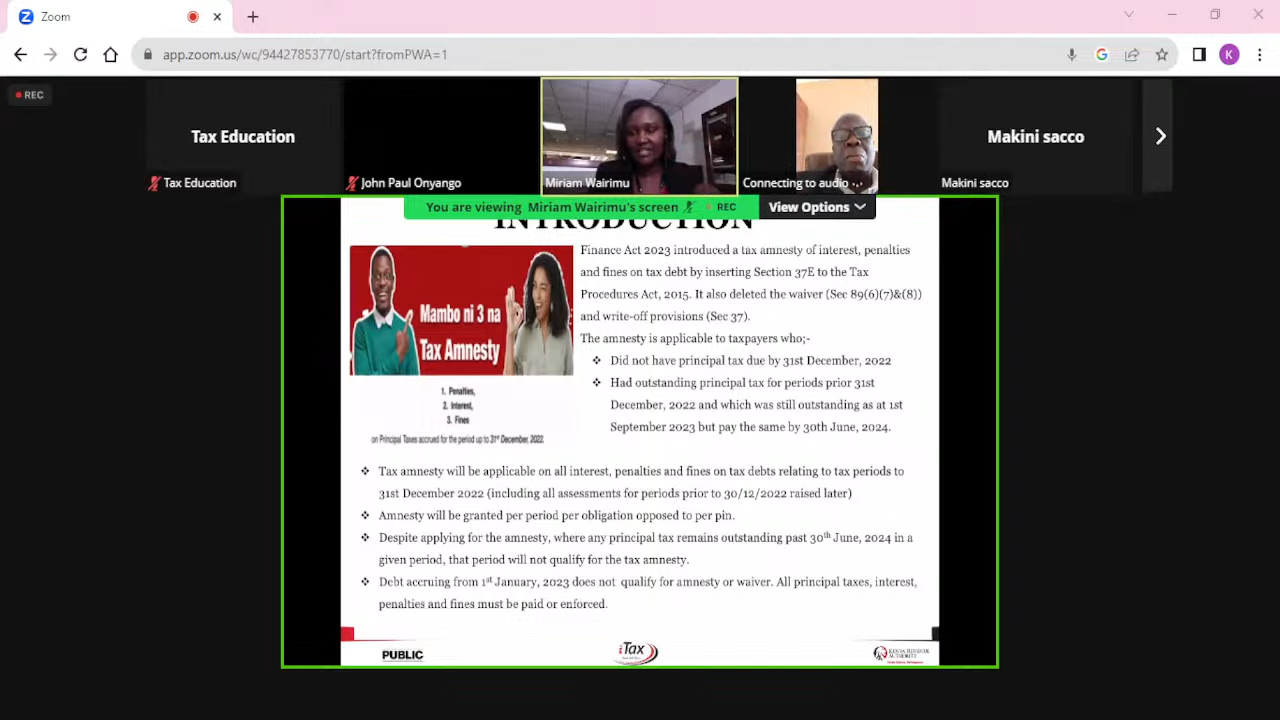 Zoom
app.zoom.us/wc/94427853770/start?fromPWA=1
K
REC
Tax Education
Tax Education
John Paul Onyango
Miriam Wairimu
Connecting to audio ...
Makini sacco
Makini sacco
You are viewing Miriam Wairimu's screen
REC
View Options
INTRODUCTION
Mambo ni 3 na
Tax Amnesty
1. Penalties,
2. Interest,
3. Fines
on Principal Taxes accrued for the period up to 31st December, 2022
Finance Act 2023 introduced a tax amnesty of interest, penalties
and fines on tax debt by inserting Section 37E to the Tax
Procedures Act, 2015. It also deleted the waiver (Sec 89(6)(7)&(8))
and write-off provisions (Sec 37).
The amnesty is applicable to taxpayers who;-
❖ Did not have principal tax due by 31st December, 2022
❖ Had outstanding principal tax for periods prior 31st
December, 2022 and which was still outstanding as at 1st
September 2023 but pay the same by 30th June, 2024.
❖ Tax amnesty will be applicable on all interest, penalties and fines on tax debts relating to tax periods to
31st December 2022 (including all assessments for periods prior to 30/12/2022 raised later)
❖ Amnesty will be granted per period per obligation opposed to per pin.
❖ Despite applying for the amnesty, where any principal tax remains outstanding past 30th June, 2024 in a
given period, that period will not qualify for the tax amnesty.
❖ Debt accruing from 1st January, 2023 does not qualify for amnesty or waiver. All principal taxes, interest,
penalties and fines must be paid or enforced.
PUBLIC
iTax
KENYA REVENUE
AUTHORITY